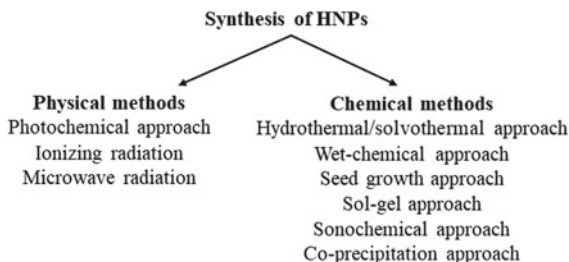 Synthesis of HNPs
Physical methods
Photochemical approach
Ionizing radiation
Microwave radiation
Chemical methods
Hydrothermal/solvothermal approach
Wet-chemical approach
Seed growth approach
Sol-gel approach
Sonochemical approach
Co-precipitation approach